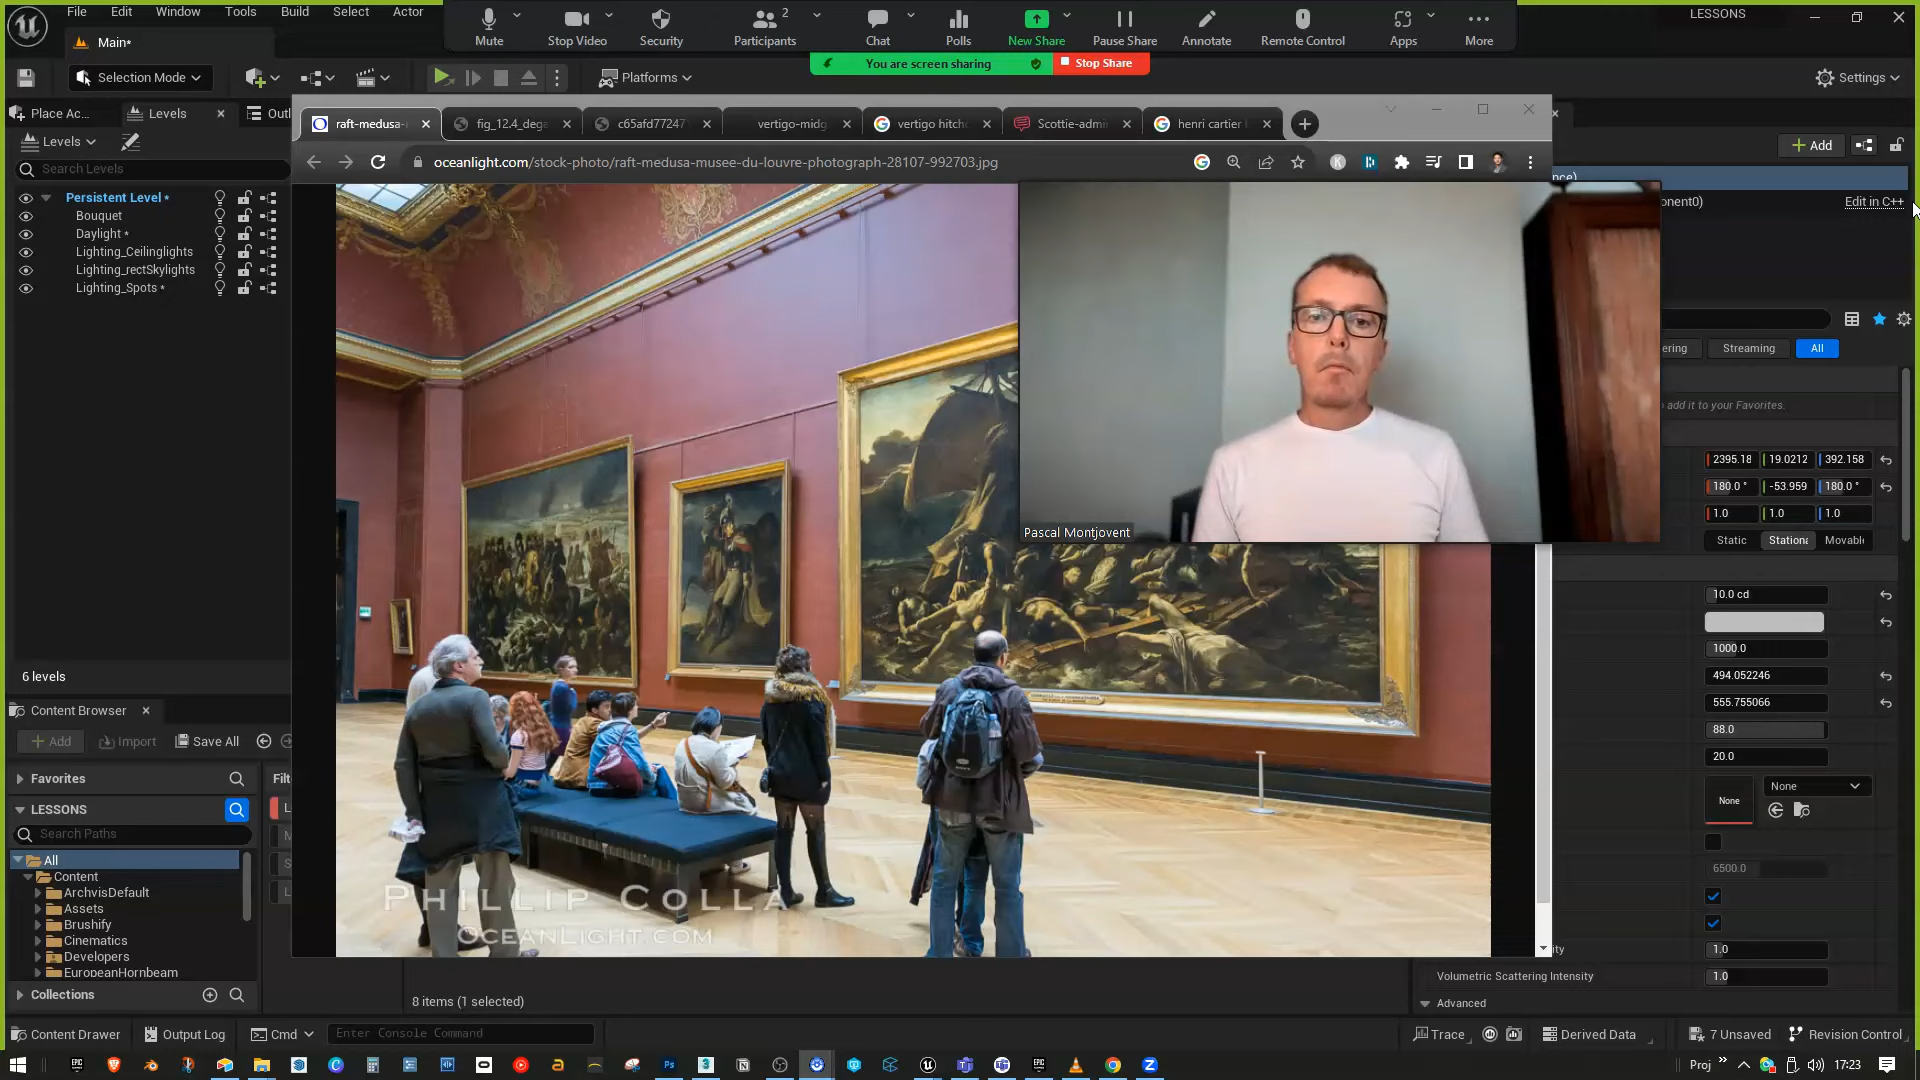 File Edit Window Tools Build Select Actor
Mute
Stop Video
Security
Participants
2
Chat
Polls
New Share
Pause Share
Annotate
Remote Control
Apps
More
LESSONS
Main*
You are screen sharing
Stop Share
Selection Mode
Platforms
Settings
Place Ac...
Levels
Outl
raft-medusa-
fig_12.4_dega
c65afd77247
vertigo-midg
vertigo hitch
Scottie-admi
henri cartier
Levels
oceanlight.com/stock-photo/raft-medusa-musee-du-louvre-photograph-28107-992703.jpg
Add
Search Levels
nce)
Persistent Level *
onent0)
Edit in C++
Bouquet
Daylight *
Lighting_Ceilinglights
Lighting_rectSkylights
Lighting_Spots *
ering
Streaming
All
add it to your Favorites.
2395.18 19.0212 392.158
180.0 ° -53.959 180.0 °
1.0 1.0 1.0
Pascal Montjovent
Static Movabl
10.0 cd
1000.0
6 levels
494.052246
555.755066
Content Browser
88.0
Add
Import
Save All
20.0
Favorites
Filt
None
None
LESSONS
L
Search Paths
All
6500.0
Content
ArchvisDefault
PHILLIP COLLA
Assets
Brushify
OCEANLIGHT.COM
Cinematics
ity
1.0
Developers
EuropeanHornbeam
Volumetric Scattering Intensity
1.0
Collections
8 items (1 selected)
Advanced
Content Drawer
Output Log
Cmd
Enter Console Command
Trace
Derived Data
7 Unsaved
Revision Control
Proj
17:23